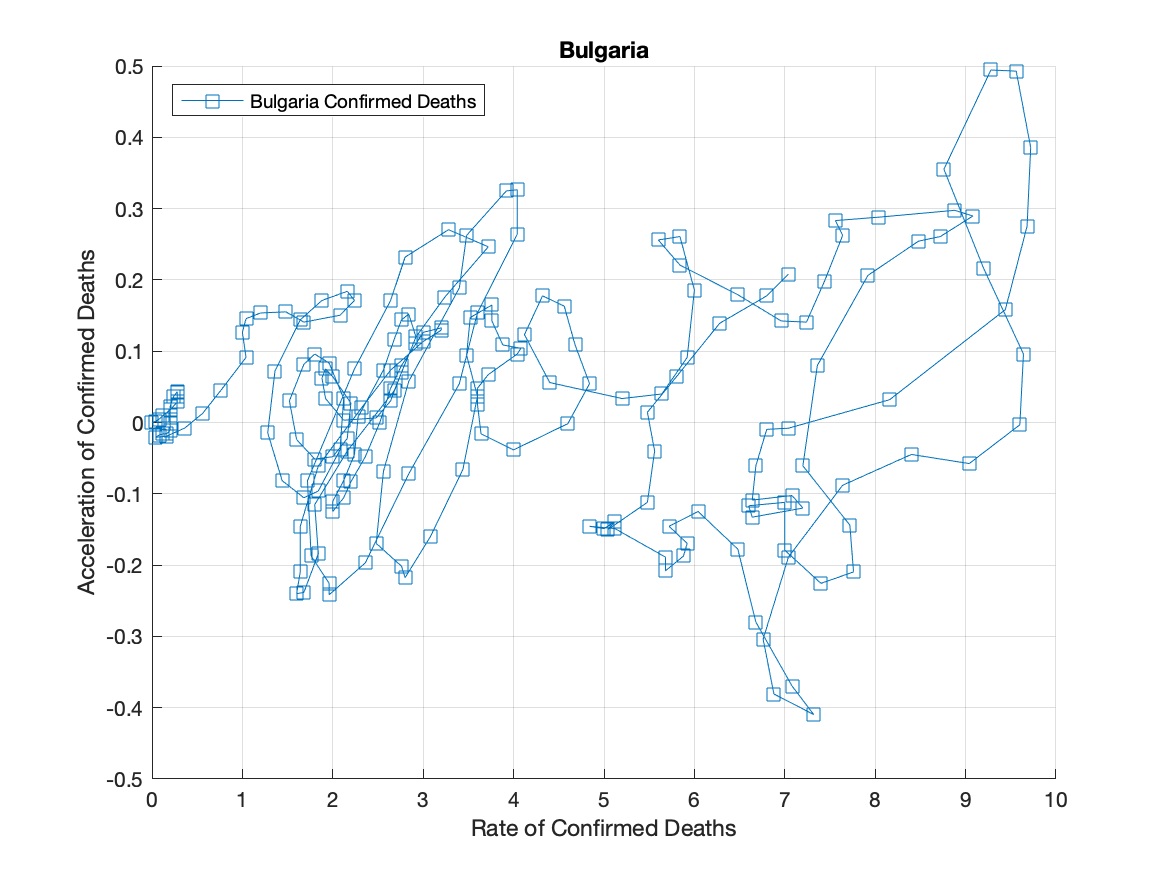 Bulgaria
Bulgaria Confirmed Deaths
0.5
0.4
0.3
0.2
0.1
0
-0.1
-0.2
-0.3
-0.4
-0.5
Acceleration of Confirmed Deaths
0 1 2 3 4 5 6 7 8 9 10
Rate of Confirmed Deaths